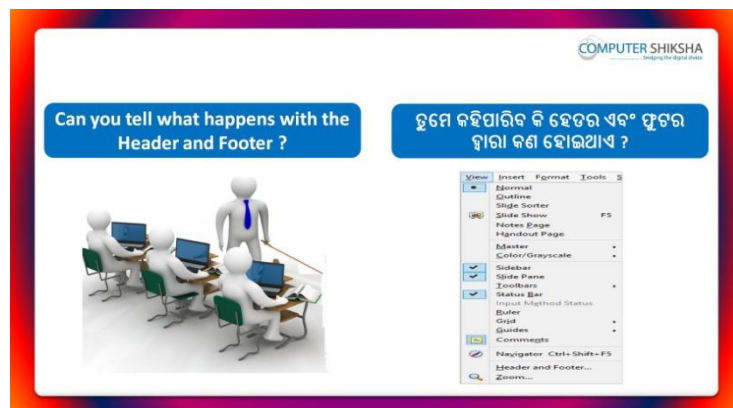 COMPUTER SHIKSHA
bridging the digital divide
Can you tell what happens with the
Header and Footer ?
ତୁମେ କହିପାରିବ କି ହେଡର ଏବଂ ଫୁଟର
ଦ୍ୱାରା କଣ ହୋଇଥାଏ ?
View Insert Format Tools S
Normal
Outline
Slide Sorter
Slide Show F5
Notes Page
Handout Page
Master
Color/Grayscale
Sidebar
Slide Pane
Toolbars
Status Bar
Input Method Status
Ruler
Grid
Guides
Comments
Navigator Ctrl+Shift+F5
Header and Footer...
Zoom...